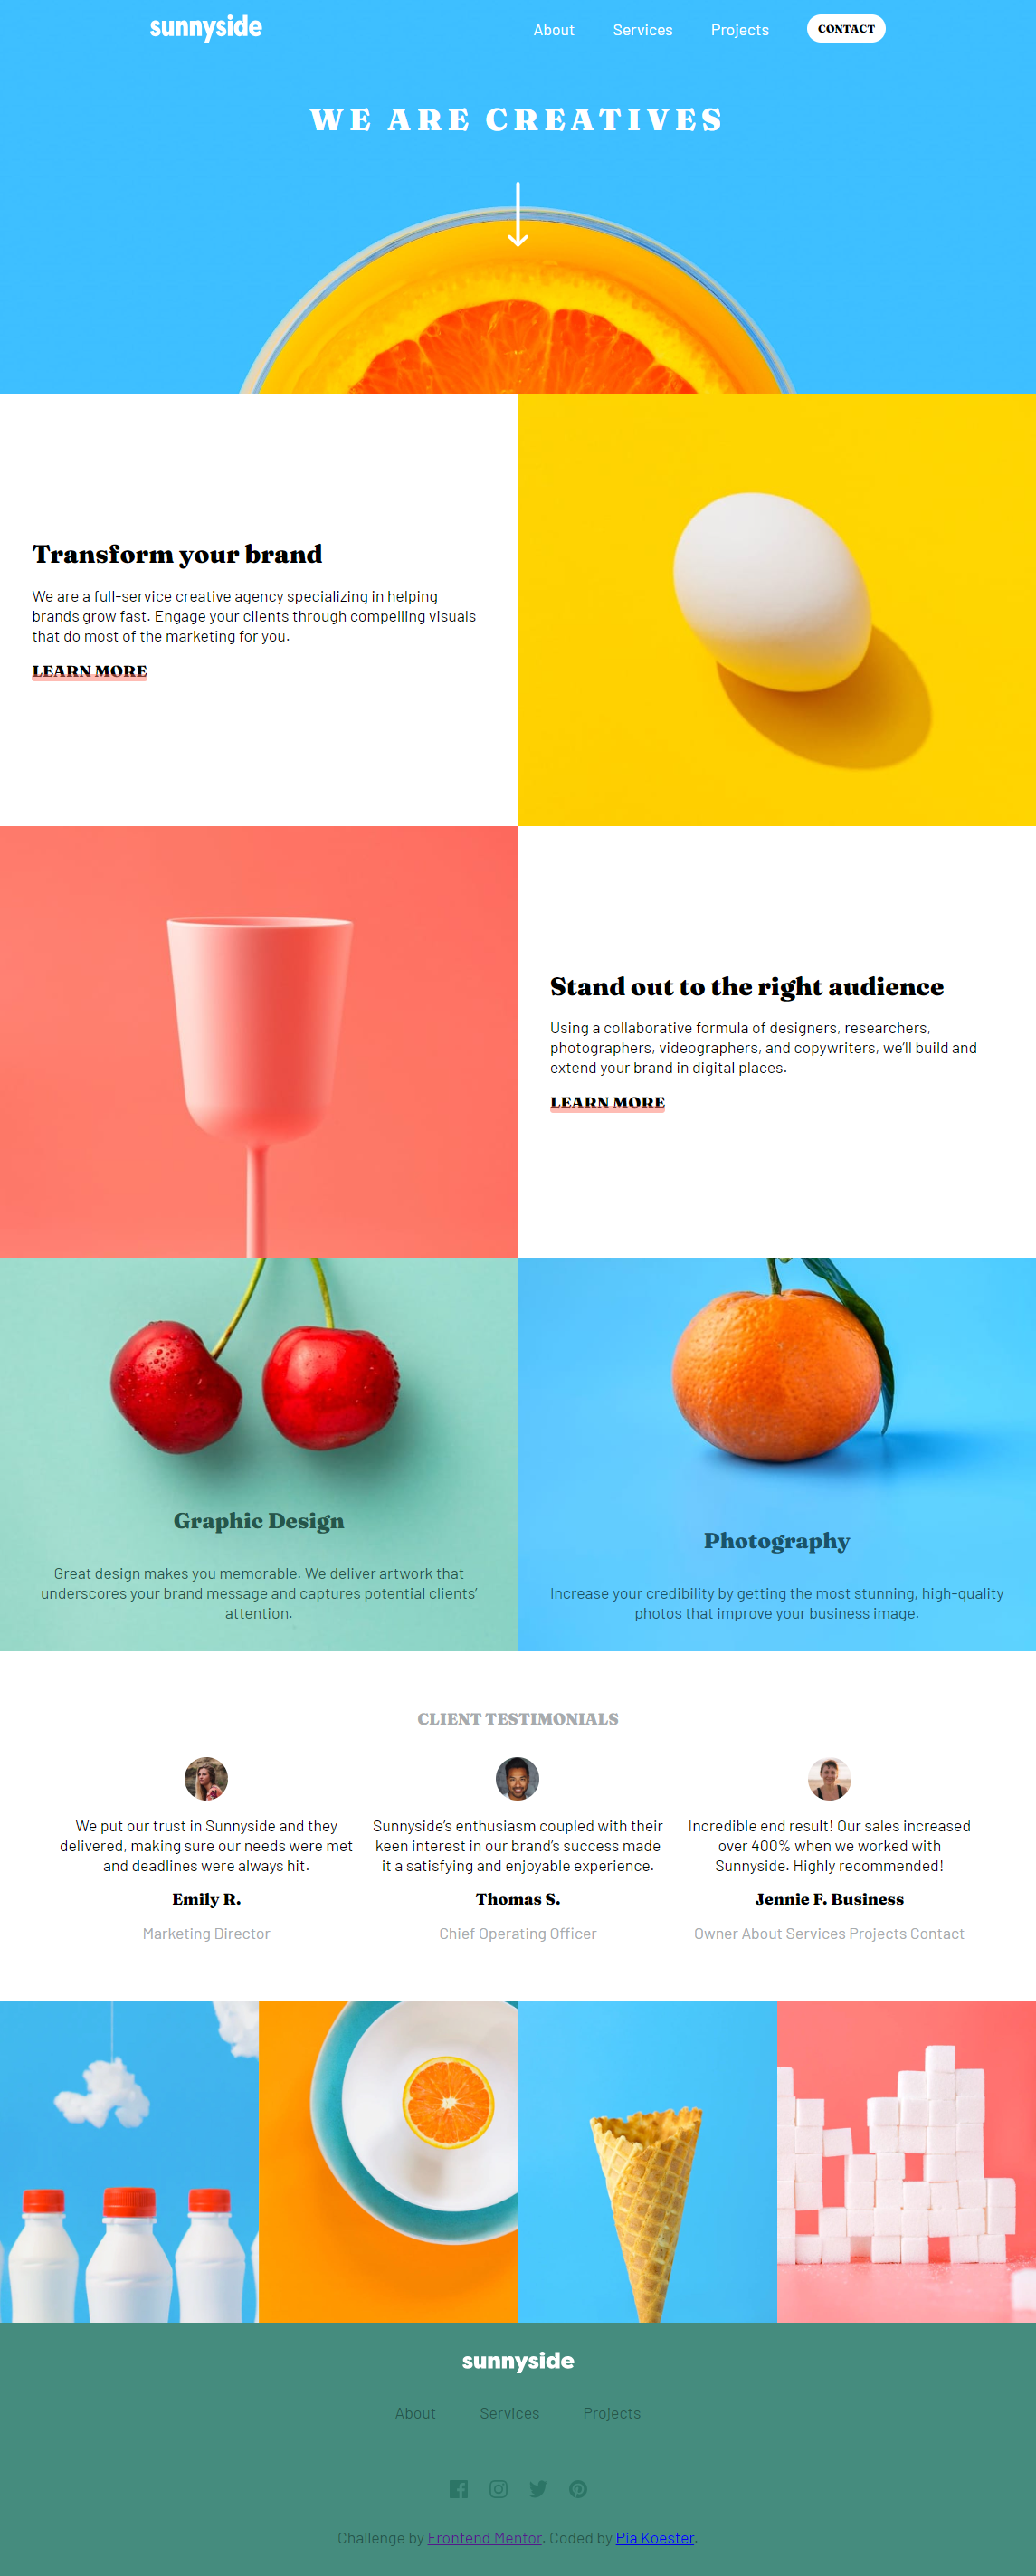 sunnyside
About Services Projects CONTACT
WE ARE CREATIVES
Transform your brand
We are a full-service creative agency specializing in helping
brands grow fast. Engage your clients through compelling visuals
that do most of the marketing for you.
LEARN MORE
Stand out to the right audience
Using a collaborative formula of designers, researchers,
photographers, videographers, and copywriters, we'll build and
extend your brand in digital places.
LEARN MORE
Graphic Design
Great design makes you memorable. We deliver artwork that
underscores your brand message and captures potential clients'
attention.
Photography
Increase your credibility by getting the most stunning, high-quality
photos that improve your business image.
CLIENT TESTIMONIALS
We put our trust in Sunnyside and they
delivered, making sure our needs were met
and deadlines were always hit.
Emily R.
Marketing Director
Sunnyside's enthusiasm coupled with their
keen interest in our brand's success made
it a satisfying and enjoyable experience.
Thomas S.
Chief Operating Officer
Incredible end result! Our sales increased
over 400% when we worked with
Sunnyside. Highly recommended!
Jennie F. Business
Owner About Services Projects Contact
sunnyside
About Services Projects
Challenge by Frontend Mentor. Coded by Pia Koester.